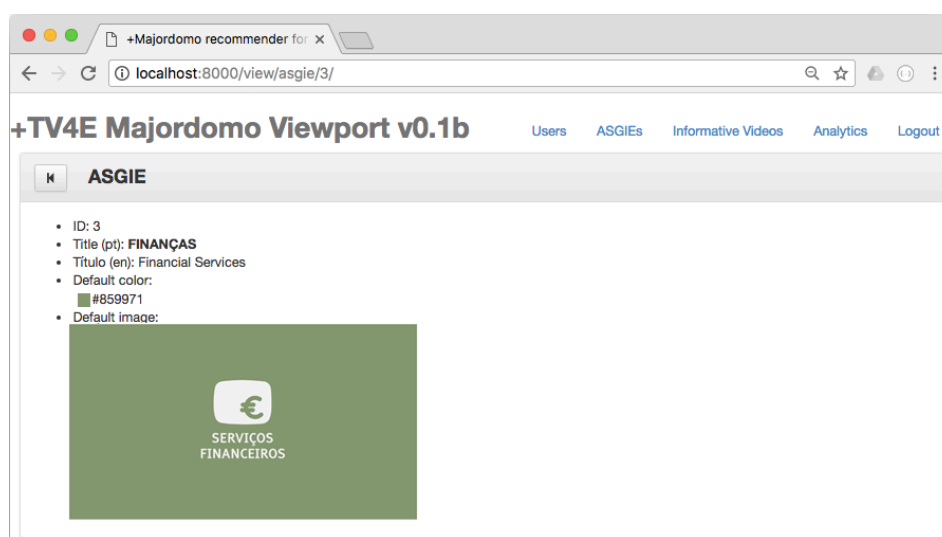 +Majordomo recommender for
localhost:8000/view/asgie/3/
+TV4E Majordomo Viewport v0.1b
Users ASGIEs Informative Videos Analytics Logout
ASGIE
• ID: 3
• Title (pt): FINANÇAS
• Título (en): Financial Services
• Default color:
#859971
• Default image:
€
SERVIÇOS
FINANCEIROS